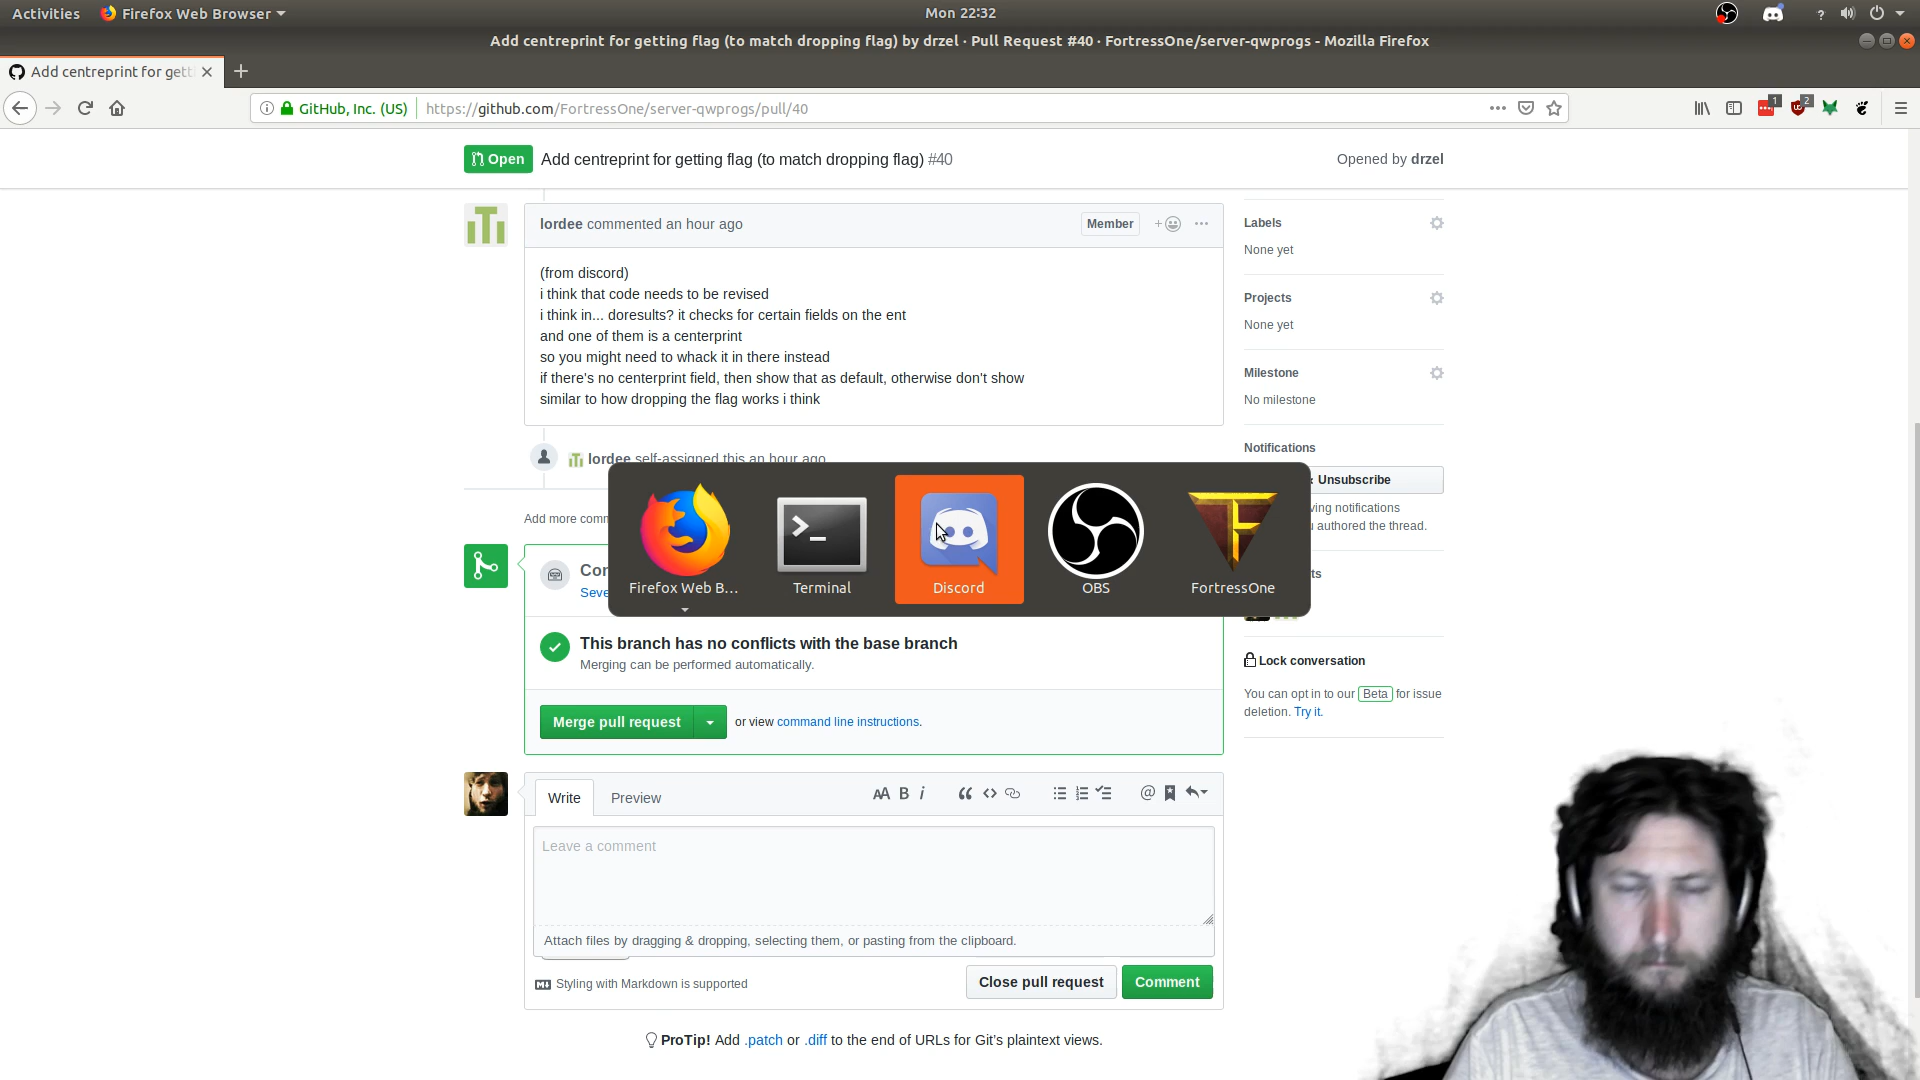 Activities
Firefox Web Browser
Mon 22:32
Add centreprint for getting flag (to match dropping flag) by drzel · Pull Request #40 · FortressOne/server-qwprogs - Mozilla Firefox
Add centreprint for gett
GitHub, Inc. (US)
https://github.com/FortressOne/server-qwprogs/pull/40
1
2
Open
Add centreprint for getting flag (to match dropping flag) #40
Opened by drzel
lordee commented an hour ago
Member
(from discord)
i think that code needs to be revised
i think in... doresults? it checks for certain fields on the ent
and one of them is a centerprint
so you might need to whack it in there instead
if there's no centerprint field, then show that as default, otherwise don't show
similar to how dropping the flag works i think
Labels
None yet
Projects
None yet
Milestone
No milestone
Notifications
Unsubscribe
ving notifications
authored the thread.
ts
Lock conversation
You can opt in to our Beta for issue
deletion. Try it.
lordee self-assigned this an hour ago
Add more comm
Firefox Web B...
Terminal
Discord
OBS
FortressOne
Con
Seve
This branch has no conflicts with the base branch
Merging can be performed automatically.
Merge pull request
or view command line instructions.
Write
Preview
AA B i
Leave a comment
Attach files by dragging & dropping, selecting them, or pasting from the clipboard.
Styling with Markdown is supported
Close pull request
Comment
ProTip! Add .patch or .diff to the end of URLs for Git's plaintext views.